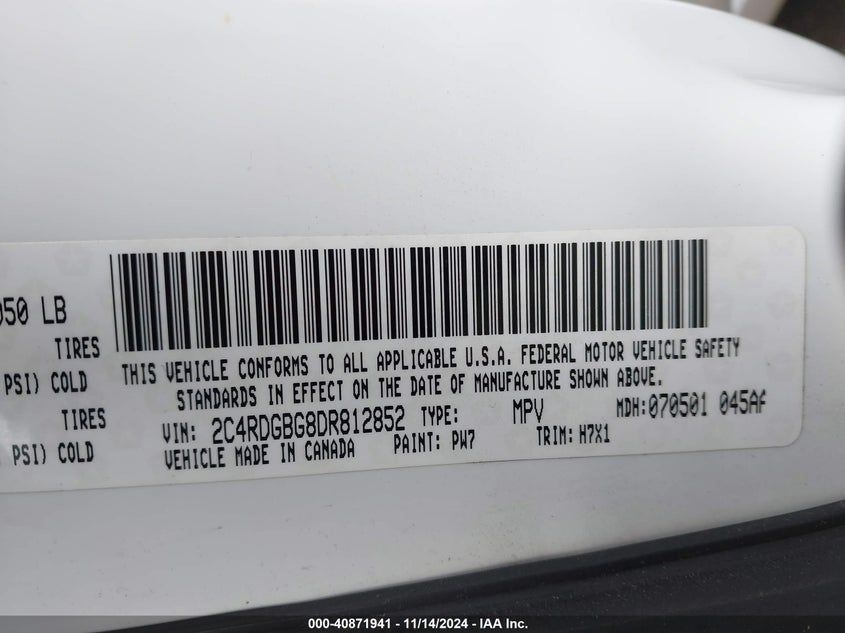 050 LB
TIRES
PSI) COLD
TIRES
PSI) COLD
THIS VEHICLE CONFORMS TO ALL APPLICABLE U.S.A. FEDERAL MOTOR VEHICLE SAFETY
STANDARDS IN EFFECT ON THE DATE OF MANUFACTURE SHOWN ABOVE.
VIN: 2C4RDGBG8DR812852 TYPE: MPV MDH:070501 045AA
VEHICLE MADE IN CANADA PAINT: PW7 TRIM: H7X1
000-40871941 - 11/14/2024 - IAA Inc.